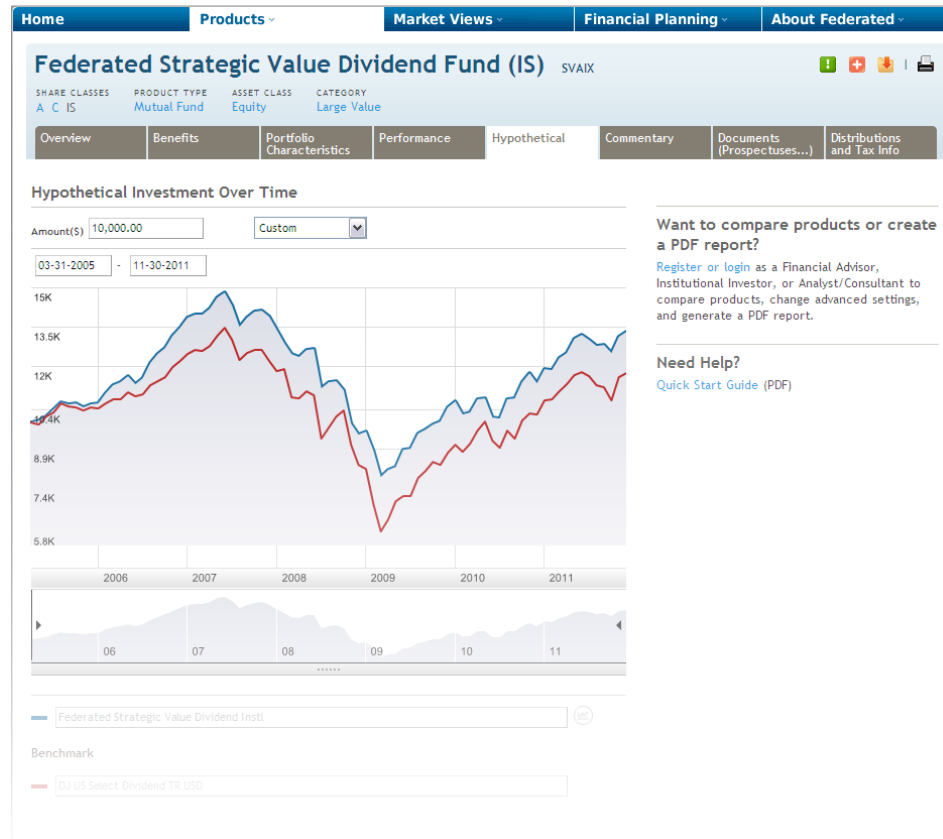 Home Products Market Views Financial Planning About Federated
Federated Strategic Value Dividend Fund (IS) SVAIX
SHARE CLASSES PRODUCT TYPE ASSET CLASS CATEGORY
A C IS Mutual Fund Equity Large Value
Overview Benefits Portfolio Characteristics Performance Hypothetical Commentary Documents (Prospectuses...) Distributions and Tax Info
Hypothetical Investment Over Time
Amount($) 10,000.00 Custom
03-31-2005 - 11-30-2011
15K
13.5K
12K
10.4K
8.9K
7.4K
5.8K
2006 2007 2008 2009 2010 2011
06 07 08 09 10 11
Federated Strategic Value Dividend Instl
Benchmark
DJ US Select Dividend TR USD
Want to compare products or create
a PDF report?
Register or login as a Financial Advisor,
Institutional Investor, or Analyst/Consultant to
compare products, change advanced settings,
and generate a PDF report.
Need Help?
Quick Start Guide (PDF)